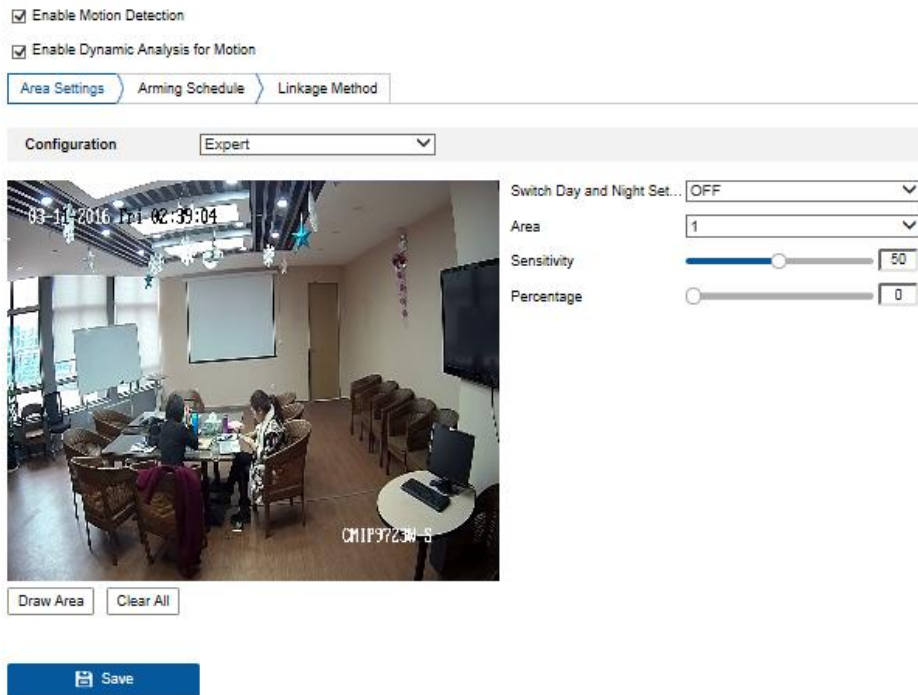 Enable Motion Detection
Enable Dynamic Analysis for Motion
Area Settings
Arming Schedule
Linkage Method
Configuration
Expert
03-11-2016 Fri 02:39:04
CMIP9723W-S
Switch Day and Night Set... OFF
Area 1
Sensitivity 50
Percentage 0
Draw Area
Clear All
Save